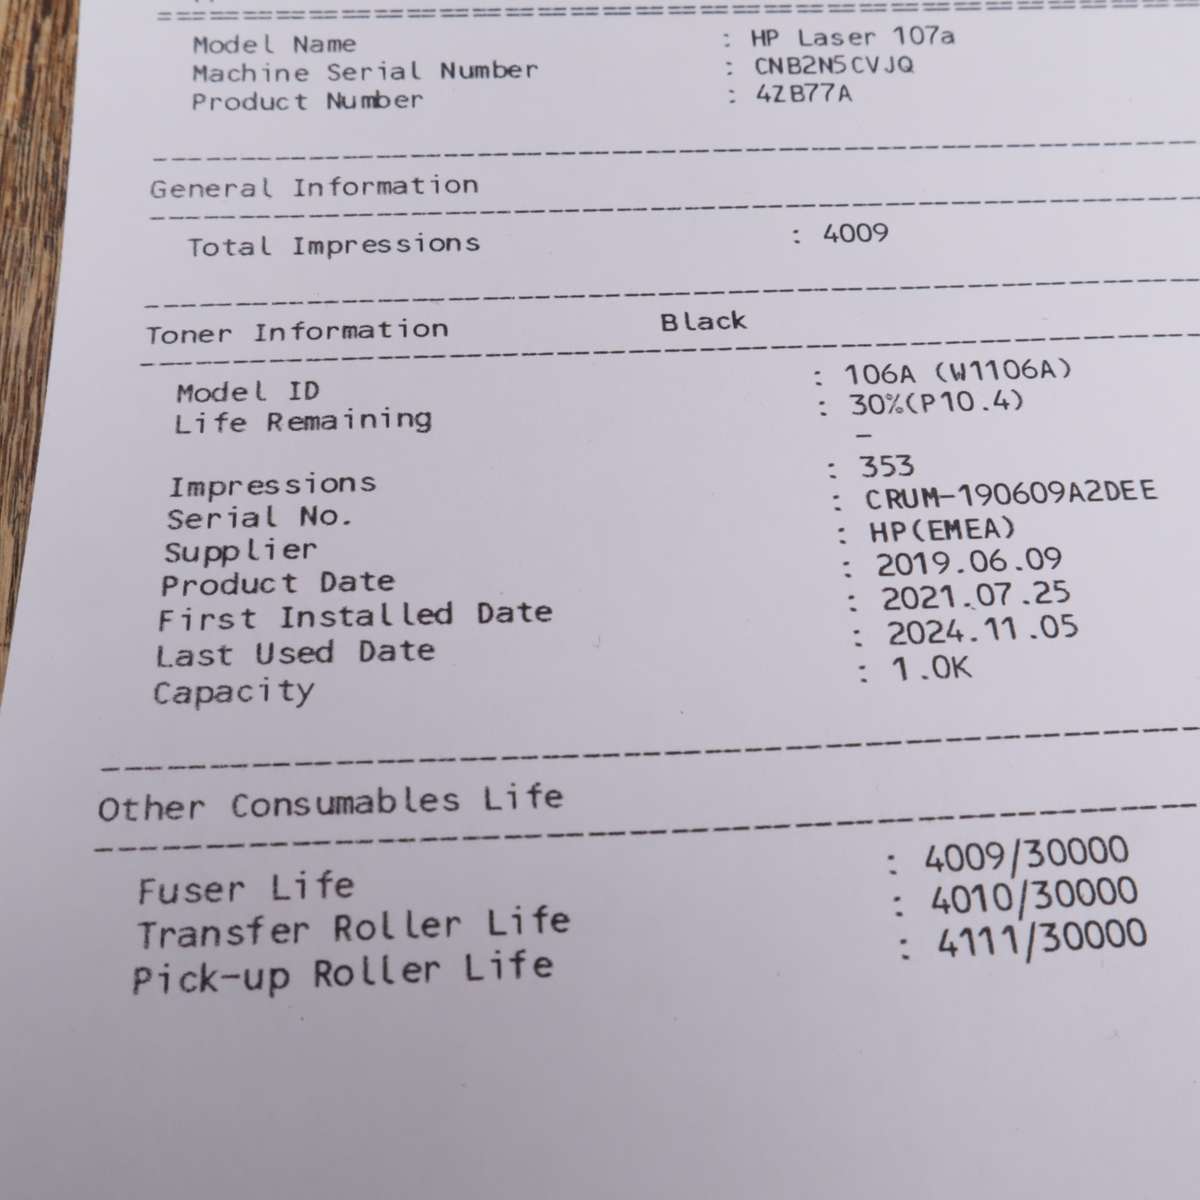 Model Name : HP Laser 107a
Machine Serial Number : CNB2N5CVJQ
Product Number : 4ZB77A
General Information
Total Impressions : 4009
Toner Information Black
Model ID : 106A (W1106A)
Life Remaining : 30%(P10.4)
-
Impressions : 353
Serial No. : CRUM-190609A2DEE
Supplier : HP(EMEA)
Product Date : 2019.06.09
First Installed Date : 2021.07.25
Last Used Date : 2024.11.05
Capacity : 1.0K
Other Consumables Life
Fuser Life : 4009/30000
Transfer Roller Life : 4010/30000
Pick-up Roller Life : 4111/30000